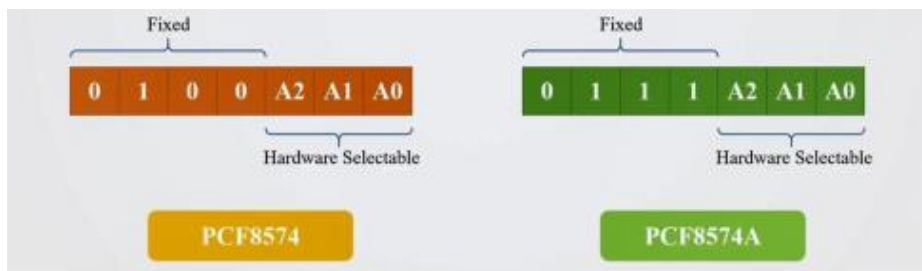 Fixed
0 1 0 0 A2 A1 A0
Hardware Selectable
PCF8574
Fixed
0 1 1 1 A2 A1 A0
Hardware Selectable
PCF8574A